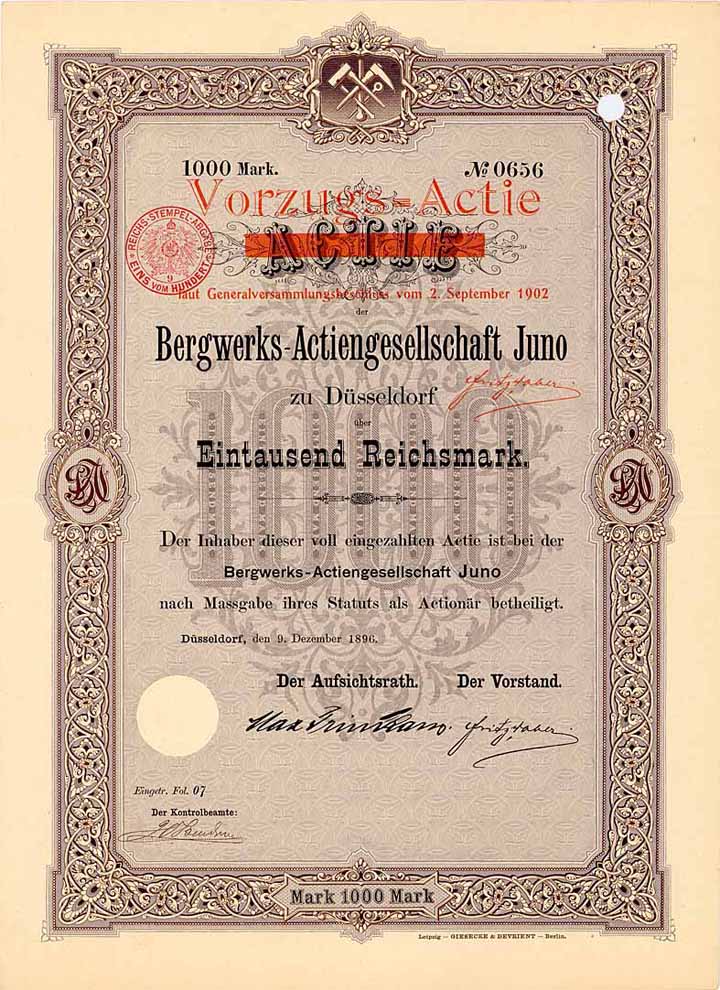 1000 Mark. № 0656
Vorzugs-Actie
ACTIE
REICHS-STEMPEL-ABGABE
EINS VOM HUNDERT
9
laut Generalversammlungsbeschluss vom 2. September 1902
der
Bergwerks-Actiengesellschaft Juno
zu Düsseldorf
über
1000
Eintausend Reichsmark.
Der Inhaber dieser voll eingezahlten Actie ist bei der
Bergwerks-Actiengesellschaft Juno
nach Massgabe ihres Statuts als Actionär betheiligt.
Düsseldorf, den 9. Dezember 1896.
Der Aufsichtsrath. Der Vorstand.
Eingetr. Fol. 07
Der Kontrolbeamte:
Mark 1000 Mark
Leipzig — GIESECKE & DEVRIENT — Berlin.